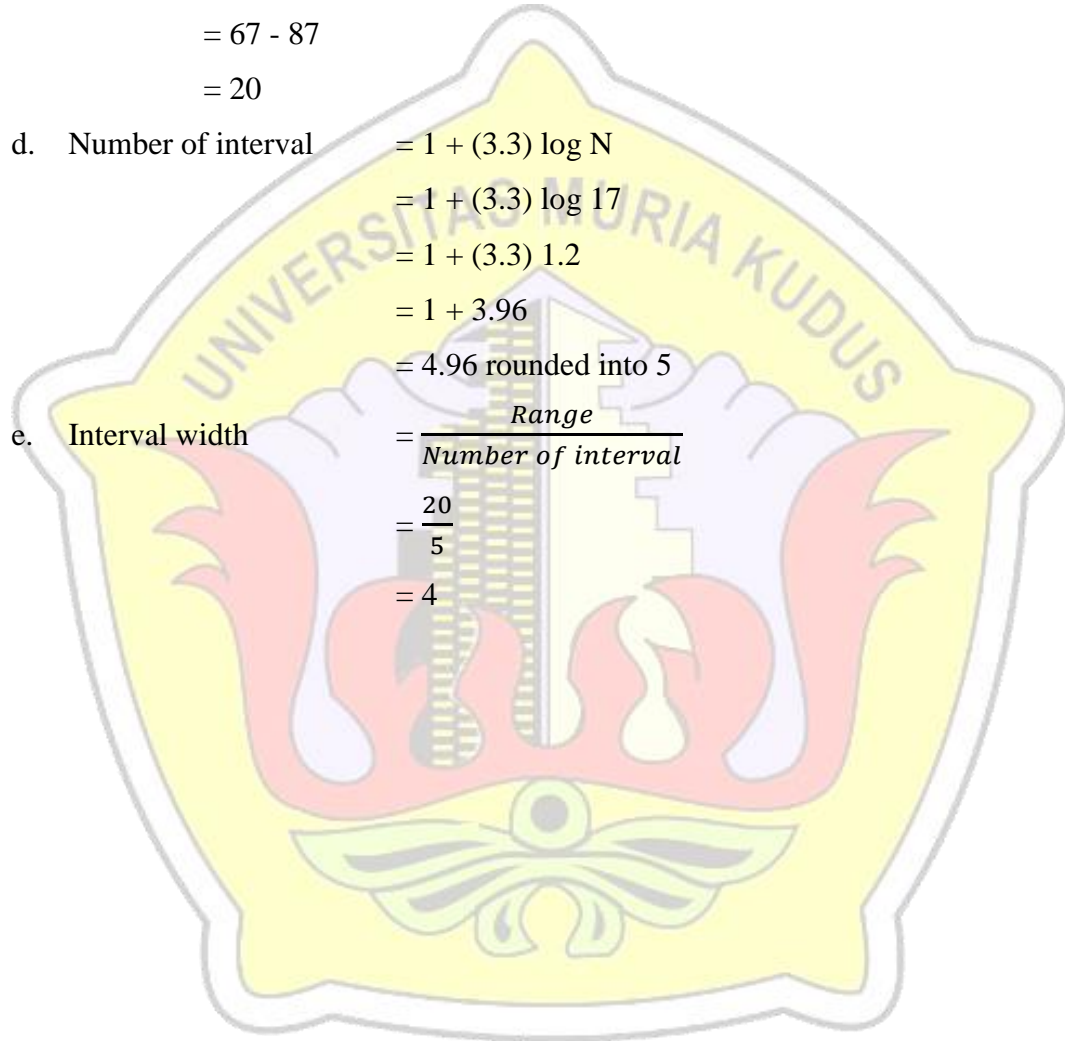 = 67 - 87
= 20
d. Number of interval = 1 + (3.3) log N
= 1 + (3.3) log 17
= 1 + (3.3) 1.2
= 1 + 3.96
= 4.96 rounded into 5
e. Interval width = Range / Number of interval
= 20 / 5
= 4
UNIVERSITAS MURIA KUDUS